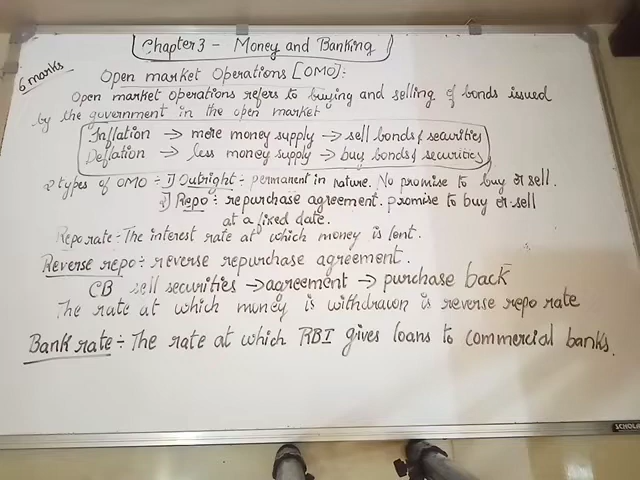 Chapter 3 - Money and Banking
6 marks
Open market Operations [OMO]:
Open market operations refers to buying and selling of bonds issued
by the government in the open market
Inflation → more money supply → sell bonds & securities
Deflation → less money supply → buy bonds & securities
2 types of OMO :- 1) Outright :- permanent in nature. No promise to buy or sell.
2) Repo :- repurchase agreement. promise to buy or sell
at a fixed date.
Repo rate :- The interest rate at which money is lent.
Reverse repo :- reverse repurchase agreement.
CB sell securities → agreement → purchase back
The rate at which money is withdrawn is reverse repo rate
Bank rate :- The rate at which RBI gives loans to commercial banks.